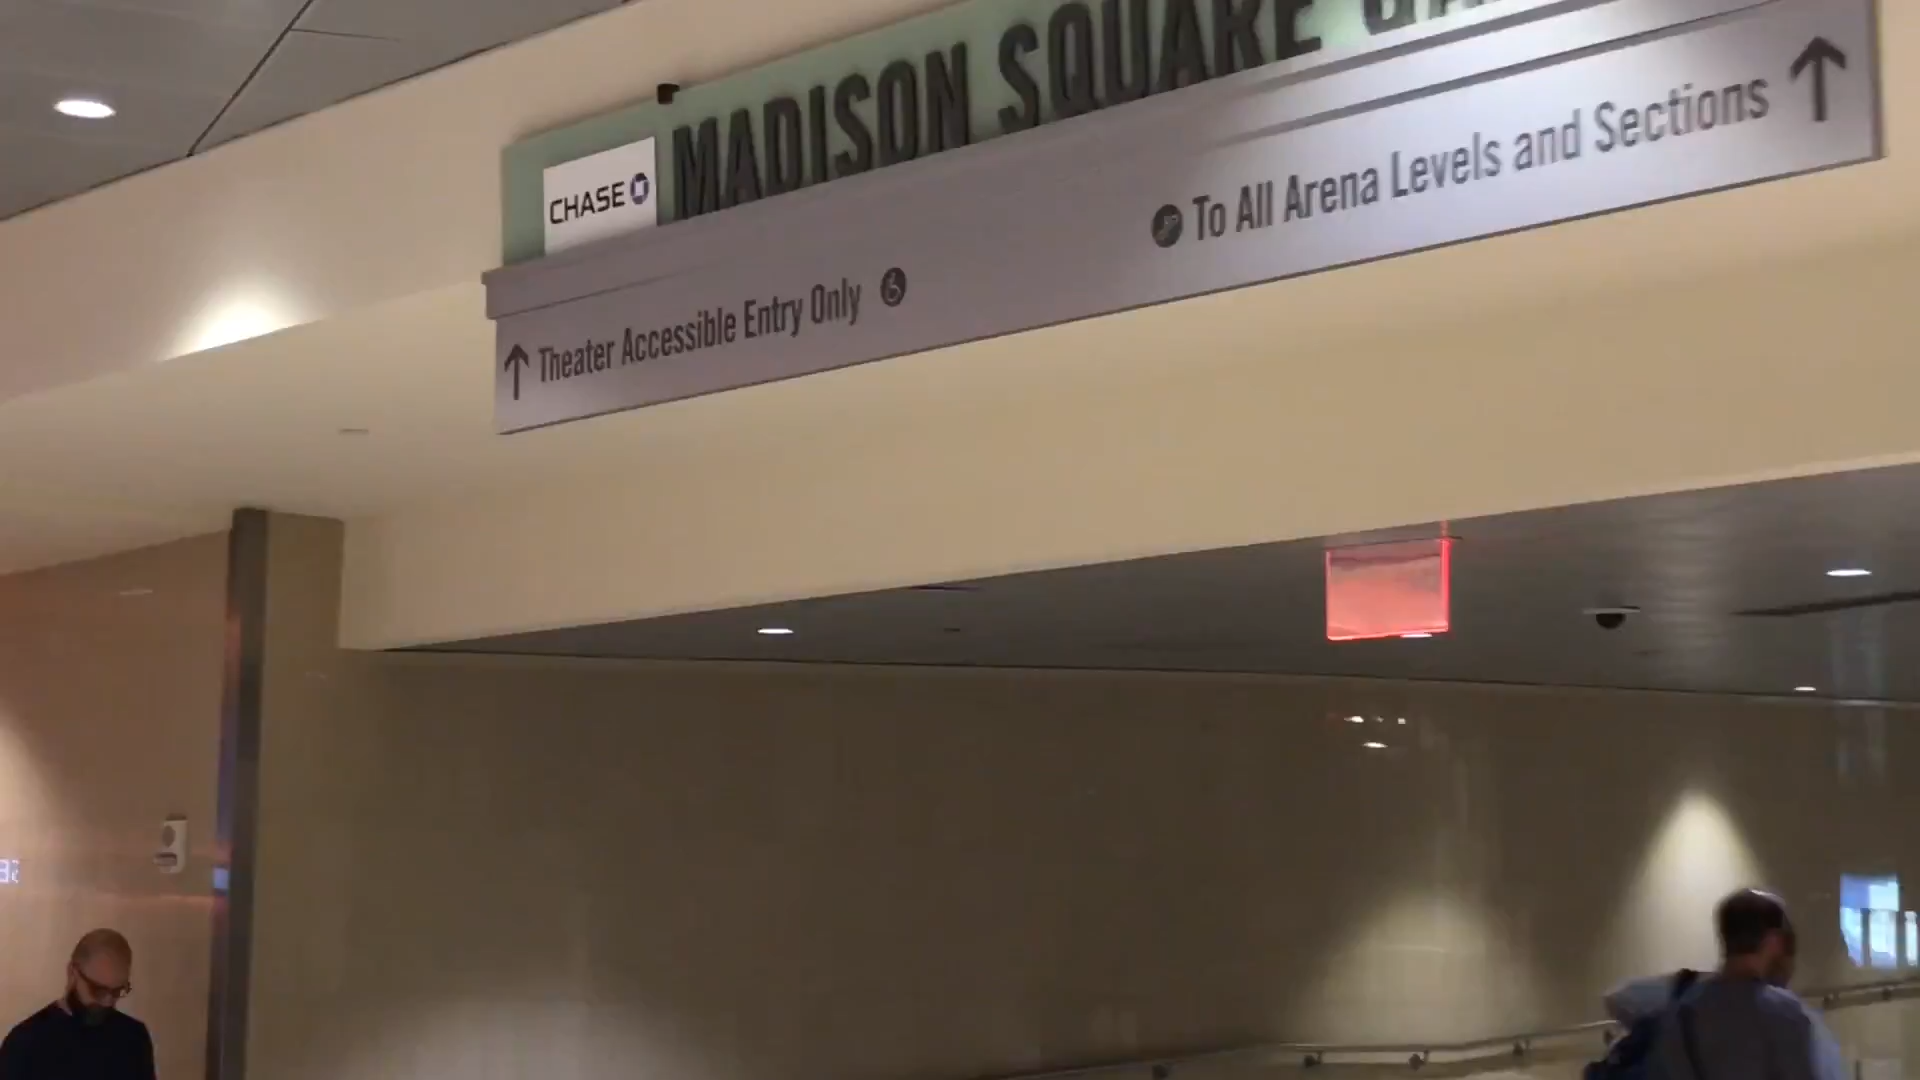 CHASE
MADISON SQUARE
Theater Accessible Entry Only
To All Arena Levels and Sections